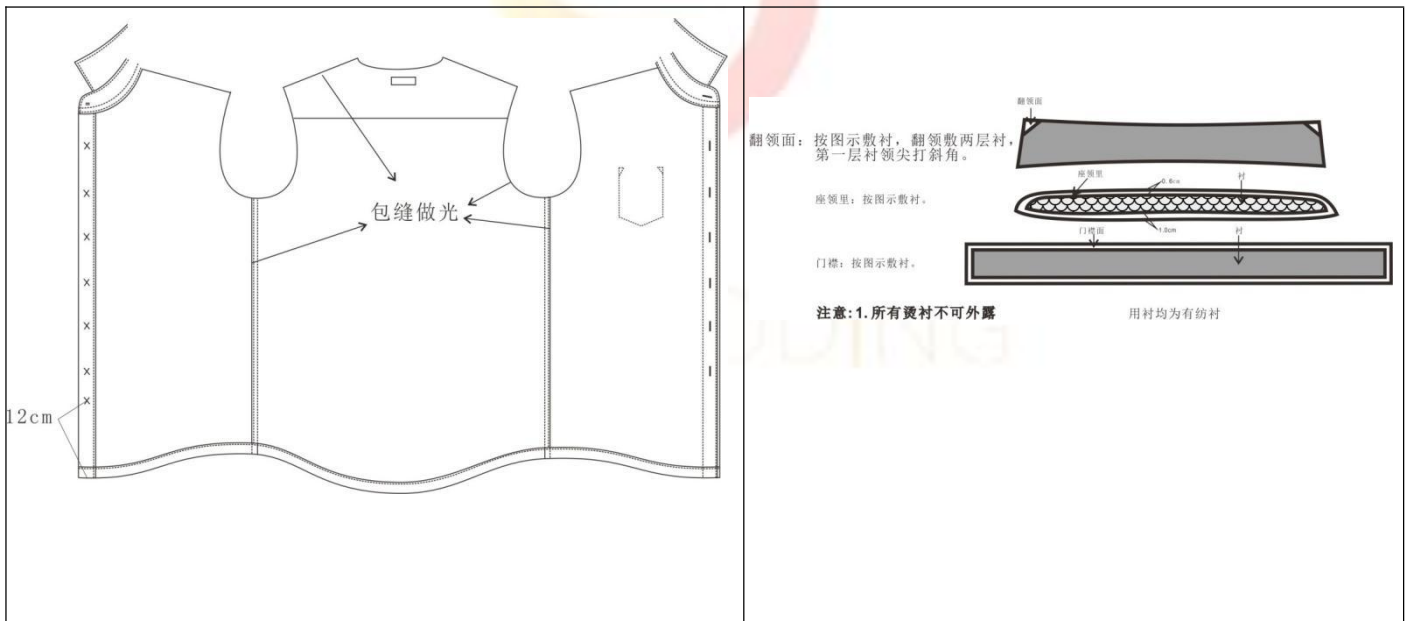 包缝做光
12cm
翻领面
翻领面：按图示敷衬，翻领敷两层衬，
第一层衬领尖打斜角。
座领里
0.6cm
衬
座领里：按图示敷衬。
1.0cm
门襟面
衬
门襟：按图示敷衬。
注意:1.所有烫衬不可外露
用衬均为有纺衬